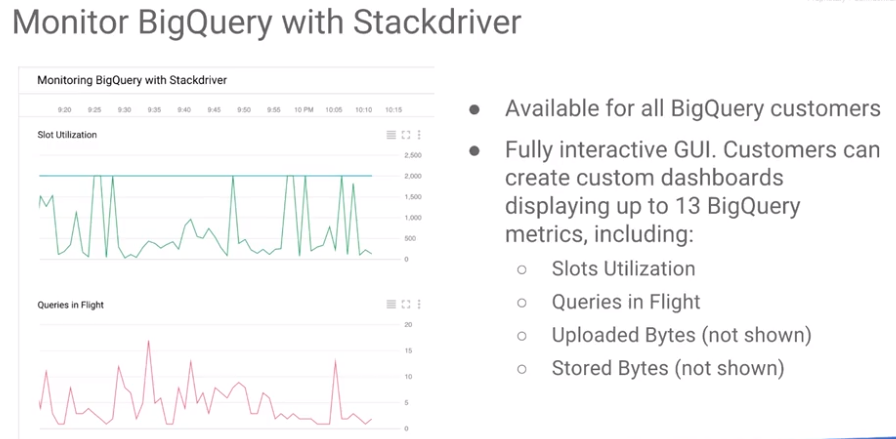 Monitor BigQuery with Stackdriver
Monitoring BigQuery with Stackdriver
9:20 9:25 9:30 9:35 9:40 9:45 9:50 9:55 10 PM 10:05 10:10 10:15
Slot Utilization
2,500
2,000
1,500
1,000
500
0
Queries in Flight
20
15
10
5
0
● Available for all BigQuery customers
● Fully interactive GUI. Customers can
create custom dashboards
displaying up to 13 BigQuery
metrics, including:
○ Slots Utilization
○ Queries in Flight
○ Uploaded Bytes (not shown)
○ Stored Bytes (not shown)